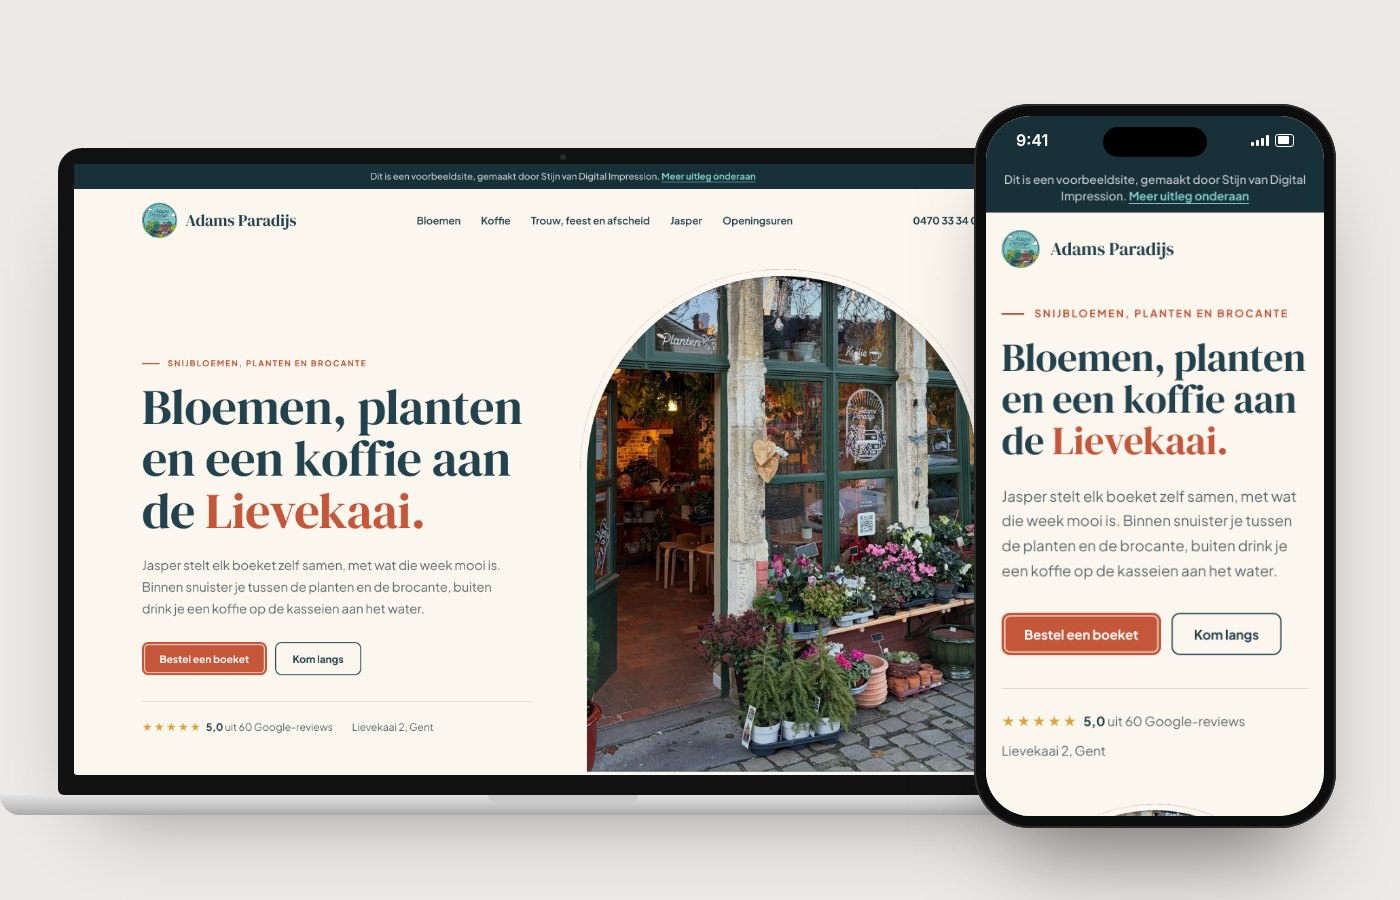 Dit is een voorbeeldsite, gemaakt door Stijn van Digital Impression. Meer uitleg onderaan
Adams Paradijs
Bloemen
Koffie
Trouw, feest en afscheid
Jasper
Openingsuren
0470 33 34
SNIJBLOEMEN, PLANTEN EN BROCANTE
Bloemen, planten
en een koffie aan
de Lievekaai.
Jasper stelt elk boeket zelf samen, met wat die week mooi is.
Binnen snuister je tussen de planten en de brocante, buiten
drink je een koffie op de kasseien aan het water.
Bestel een boeket
Kom langs
★★★★★ 5,0 uit 60 Google-reviews
Lievekaai 2, Gent
Planten
Koffie
Adams
Paradijs
9:41
Dit is een voorbeeldsite, gemaakt door Stijn van Digital
Impression. Meer uitleg onderaan
Adams Paradijs
SNIJBLOEMEN, PLANTEN EN BROCANTE
Bloemen, planten
en een koffie aan
de Lievekaai.
Jasper stelt elk boeket zelf samen, met wat
die week mooi is. Binnen snuister je tussen
de planten en de brocante, buiten drink je
een koffie op de kasseien aan het water.
Bestel een boeket
Kom langs
★★★★★ 5,0 uit 60 Google-reviews
Lievekaai 2, Gent